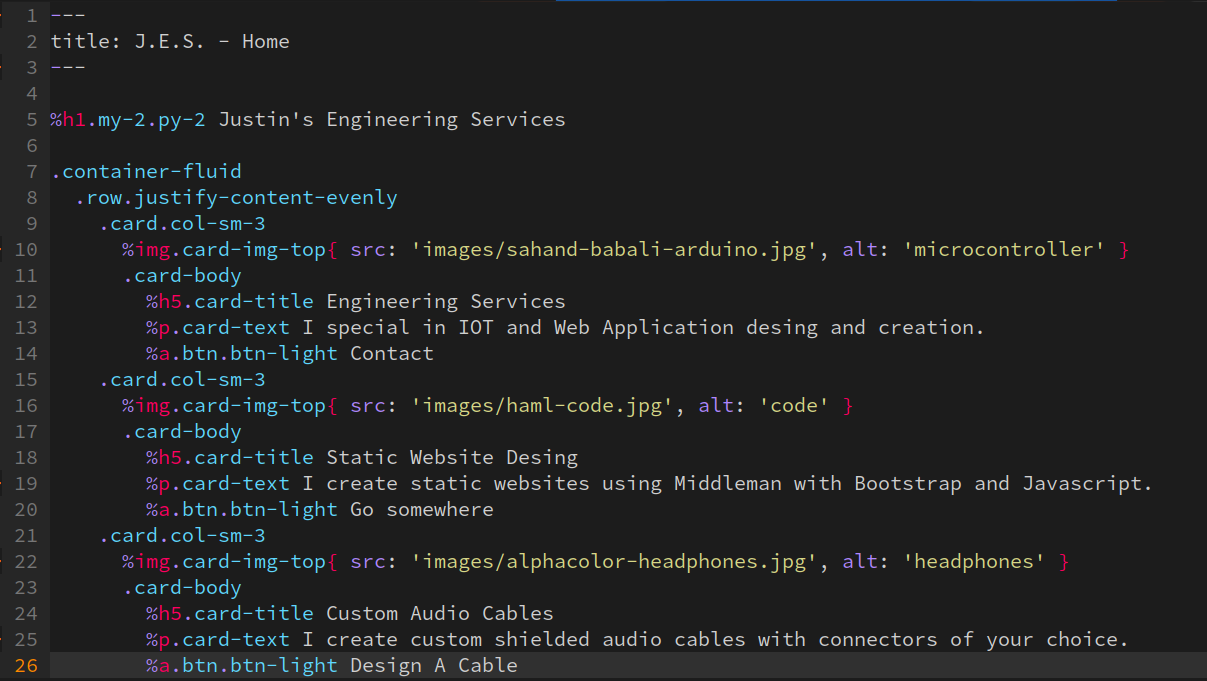 1 ---
2 title: J.E.S. - Home
3 ---
4
5 %h1.my-2.py-2 Justin's Engineering Services
6
7 .container-fluid
8   .row.justify-content-evenly
9     .card.col-sm-3
10       %img.card-img-top{ src: 'images/sahand-babali-arduino.jpg', alt: 'microcontroller' }
11       .card-body
12         %h5.card-title Engineering Services
13         %p.card-text I special in IOT and Web Application desing and creation.
14         %a.btn.btn-light Contact
15     .card.col-sm-3
16       %img.card-img-top{ src: 'images/haml-code.jpg', alt: 'code' }
17       .card-body
18         %h5.card-title Static Website Desing
19         %p.card-text I create static websites using Middleman with Bootstrap and Javascript.
20         %a.btn.btn-light Go somewhere
21     .card.col-sm-3
22       %img.card-img-top{ src: 'images/alphacolor-headphones.jpg', alt: 'headphones' }
23       .card-body
24         %h5.card-title Custom Audio Cables
25         %p.card-text I create custom shielded audio cables with connectors of your choice.
26         %a.btn.btn-light Design A Cable